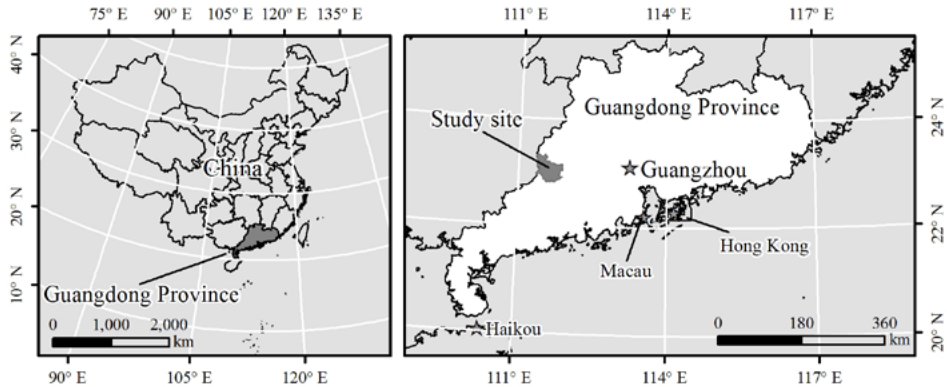 75° E 90° E 105° E 120° E 135° E
40° N
30° N
20° N
10° N
China
Guangdong Province
0 1,000 2,000
km
90° E 105° E 120° E
111° E 114° E 117° E
Guangdong Province
Study site
Guangzhou
Hong Kong
Macau
Haikou
0 180 360
km
24° N
22° N
20° N
111° E 114° E 117° E